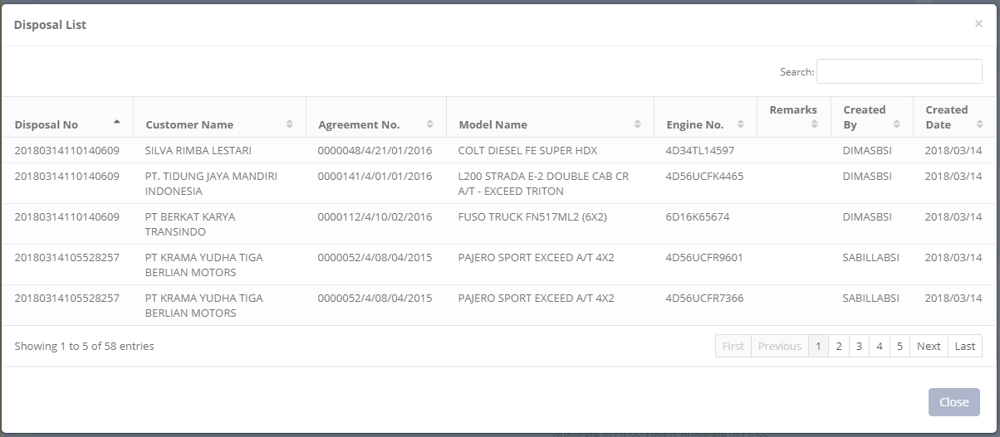 Disposal List
×
Search:
Disposal No Customer Name Agreement No. Model Name Engine No. Remarks Created By Created Date
20180314110140609 SILVA RIMBA LESTARI 0000048/4/21/01/2016 COLT DIESEL FE SUPER HDX 4D34TL14597 DIMASBSI 2018/03/14
20180314110140609 PT. TIDUNG JAYA MANDIRI 0000141/4/01/01/2016 L200 STRADA E-2 DOUBLE CAB CR 4D56UCFK4465 DIMASBSI 2018/03/14
INDONESIA A/T - EXCEED TRITON
20180314110140609 PT BERKAT KARYA 0000112/4/10/02/2016 FUSO TRUCK FN517ML2 (6X2) 6D16K65674 DIMASBSI 2018/03/14
TRANSINDO
20180314105528257 PT KRAMA YUDHA TIGA 0000052/4/08/04/2015 PAJERO SPORT EXCEED A/T 4X2 4D56UCFR9601 SABILLABSI 2018/03/14
BERLIAN MOTORS
20180314105528257 PT KRAMA YUDHA TIGA 0000052/4/08/04/2015 PAJERO SPORT EXCEED A/T 4X2 4D56UCFR7366 SABILLABSI 2018/03/14
BERLIAN MOTORS
Showing 1 to 5 of 58 entries First Previous 1 2 3 4 5 Next Last
Close